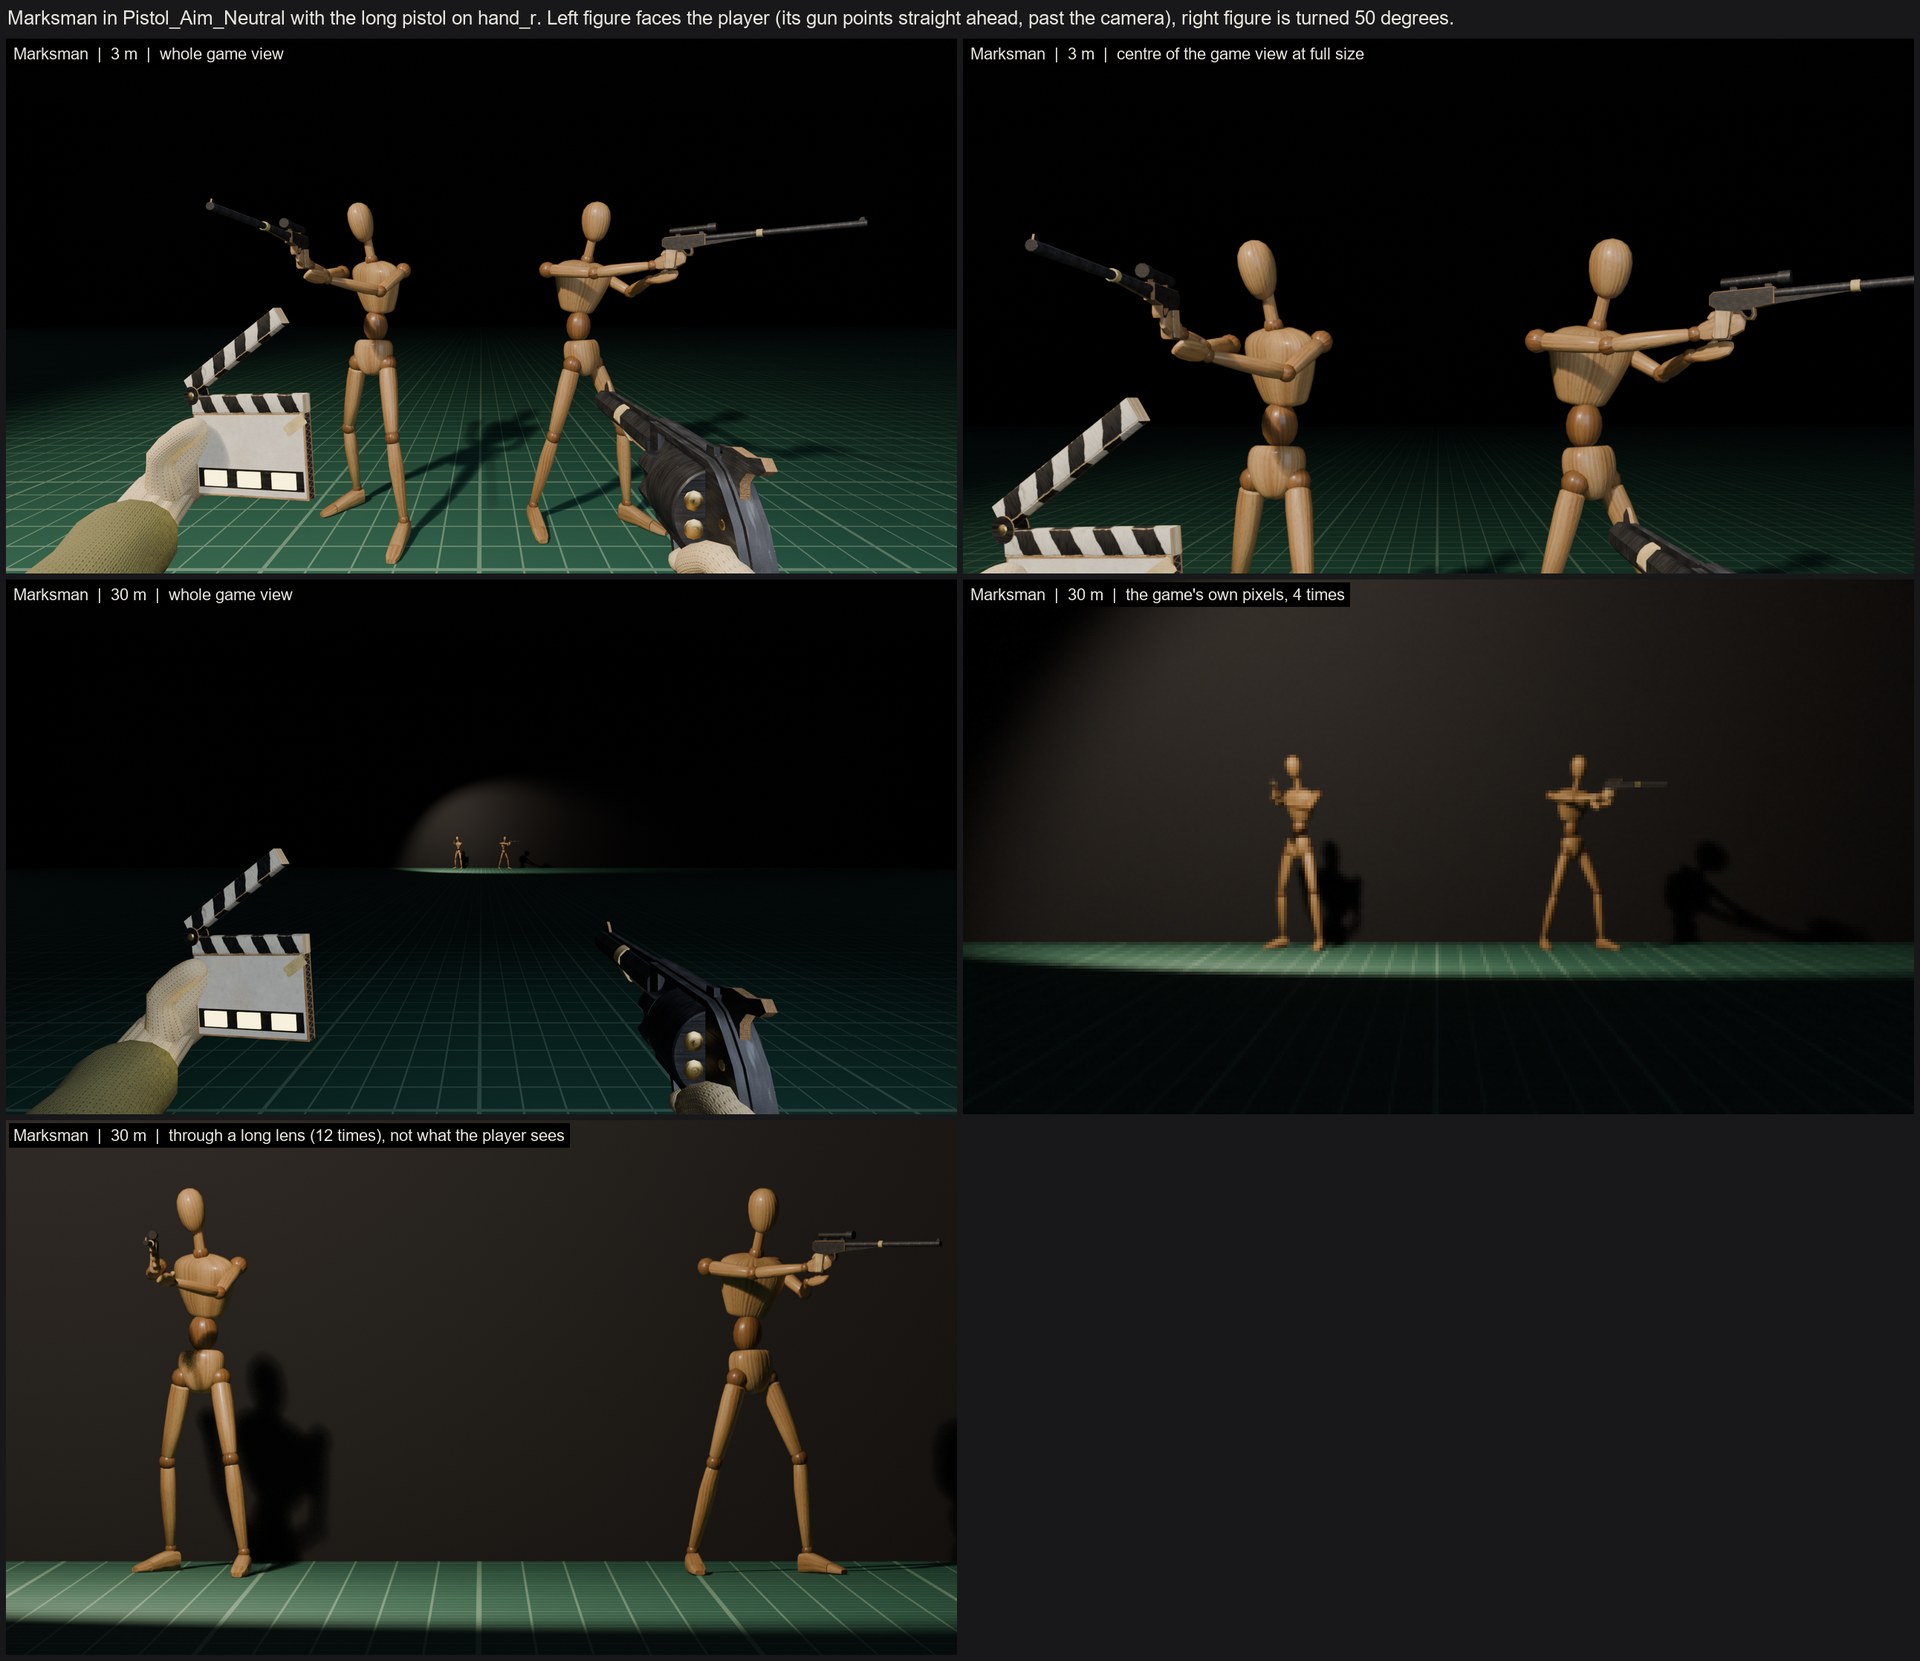 Marksman in Pistol_Aim_Neutral with the long pistol on hand_r. Left figure faces the player (its gun points straight ahead, past the camera), right figure is turned 50 degrees.
Marksman | 3 m | whole game view
Marksman | 3 m | centre of the game view at full size
Marksman | 30 m | whole game view
Marksman | 30 m | the game's own pixels, 4 times
Marksman | 30 m | through a long lens (12 times), not what the player sees